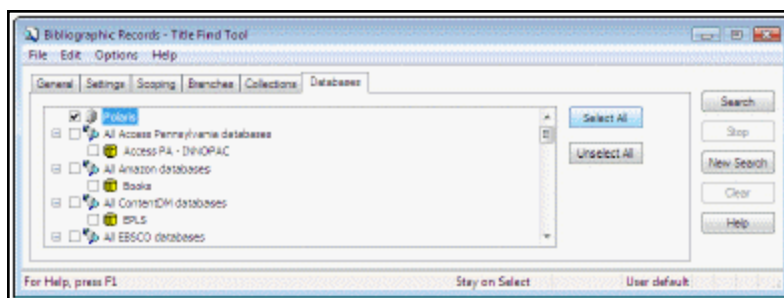 Bibliographic Records - Title Find Tool
File Edit Options Help
General Settings Scoping Branches Collections Databases
Polaris
All Access Pennsylvania databases
Access PA - INNOPAC
All Amazon databases
Books
All ContentDM databases
EPLS
All EBSCO databases
Select All
Unselect All
Search
Stop
New Search
Clear
Help
For Help, press F1 Stay on Select User default